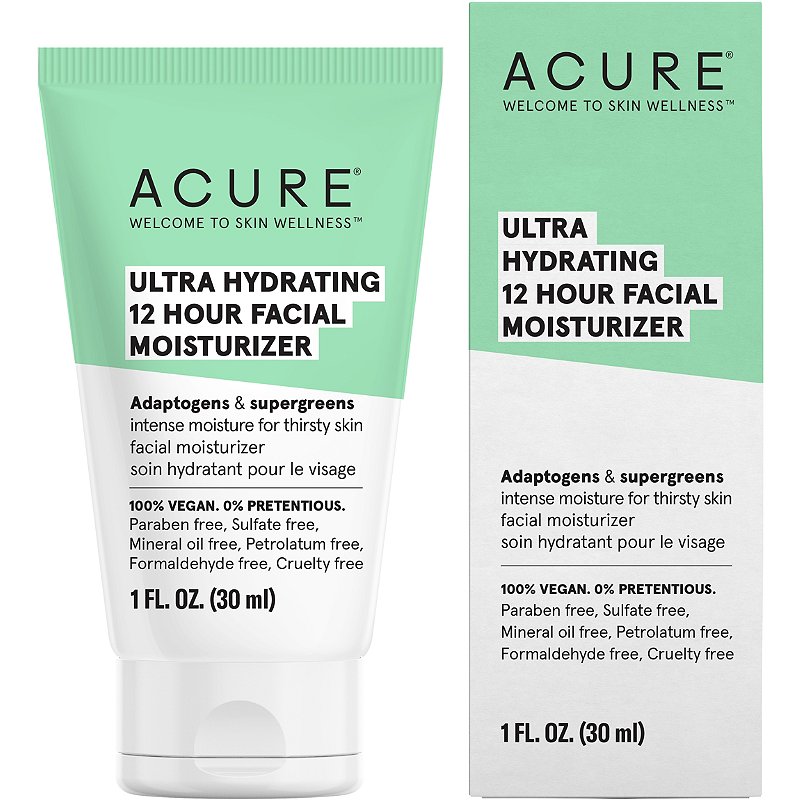 ACURE®
WELCOME TO SKIN WELLNESS™
ULTRA HYDRATING
12 HOUR FACIAL
MOISTURIZER
Adaptogens & supergreens
intense moisture for thirsty skin
facial moisturizer
soin hydratant pour le visage
100% VEGAN. 0% PRETENTIOUS.
Paraben free, Sulfate free,
Mineral oil free, Petrolatum free,
Formaldehyde free, Cruelty free
1 FL. OZ. (30 ml)
ACURE®
WELCOME TO SKIN WELLNESS™
ULTRA
HYDRATING
12 HOUR FACIAL
MOISTURIZER
Adaptogens & supergreens
intense moisture for thirsty skin
facial moisturizer
soin hydratant pour le visage
100% VEGAN. 0% PRETENTIOUS.
Paraben free, Sulfate free,
Mineral oil free, Petrolatum free,
Formaldehyde free, Cruelty free
1 FL. OZ. (30 ml)